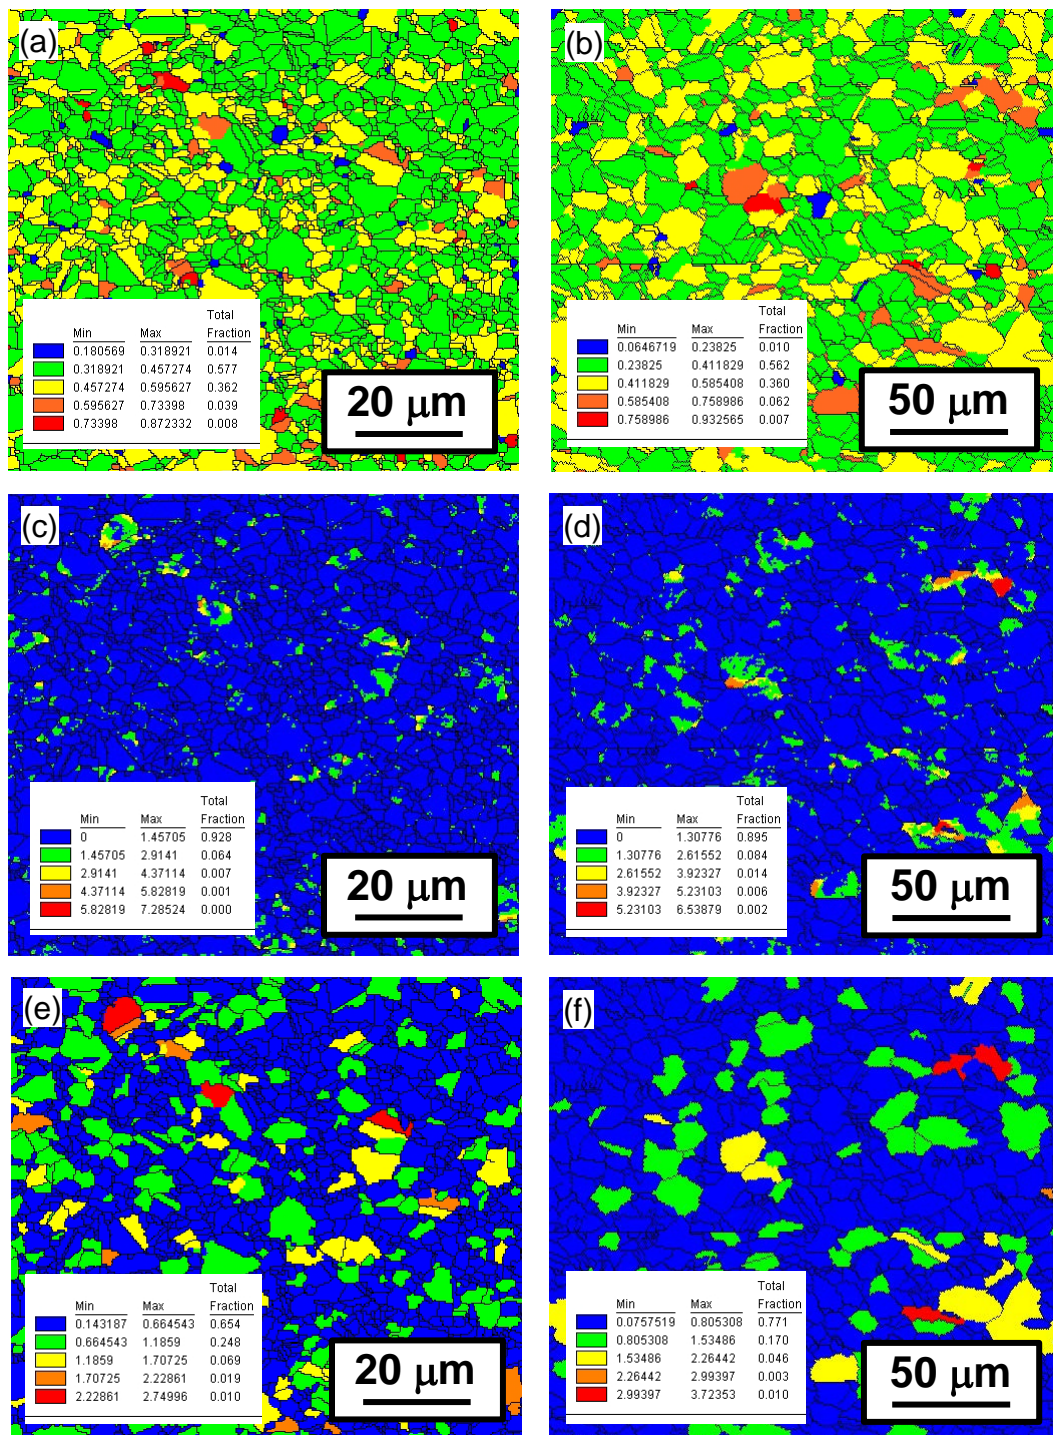 (a)
Total
Min Max Fraction
0.180569 0.318921 0.014
0.318921 0.457274 0.577
0.457274 0.595627 0.362
0.595627 0.73398 0.039
0.73398 0.872332 0.008
20 μm
(b)
Total
Min Max Fraction
0.0646719 0.23825 0.010
0.23825 0.411829 0.562
0.411829 0.585408 0.360
0.585408 0.758986 0.062
0.758986 0.932565 0.007
50 μm
(c)
Total
Min Max Fraction
0 1.45705 0.928
1.45705 2.9141 0.064
2.9141 4.37114 0.007
4.37114 5.82819 0.001
5.82819 7.28524 0.000
20 μm
(d)
Total
Min Max Fraction
0 1.30776 0.895
1.30776 2.61552 0.084
2.61552 3.92327 0.014
3.92327 5.23103 0.006
5.23103 6.53879 0.002
50 μm
(e)
Total
Min Max Fraction
0.143187 0.664543 0.654
0.664543 1.1859 0.248
1.1859 1.70725 0.069
1.70725 2.22861 0.019
2.22861 2.74996 0.010
20 μm
(f)
Total
Min Max Fraction
0.0757519 0.805308 0.771
0.805308 1.53486 0.170
1.53486 2.26442 0.046
2.26442 2.99397 0.003
2.99397 3.72353 0.010
50 μm